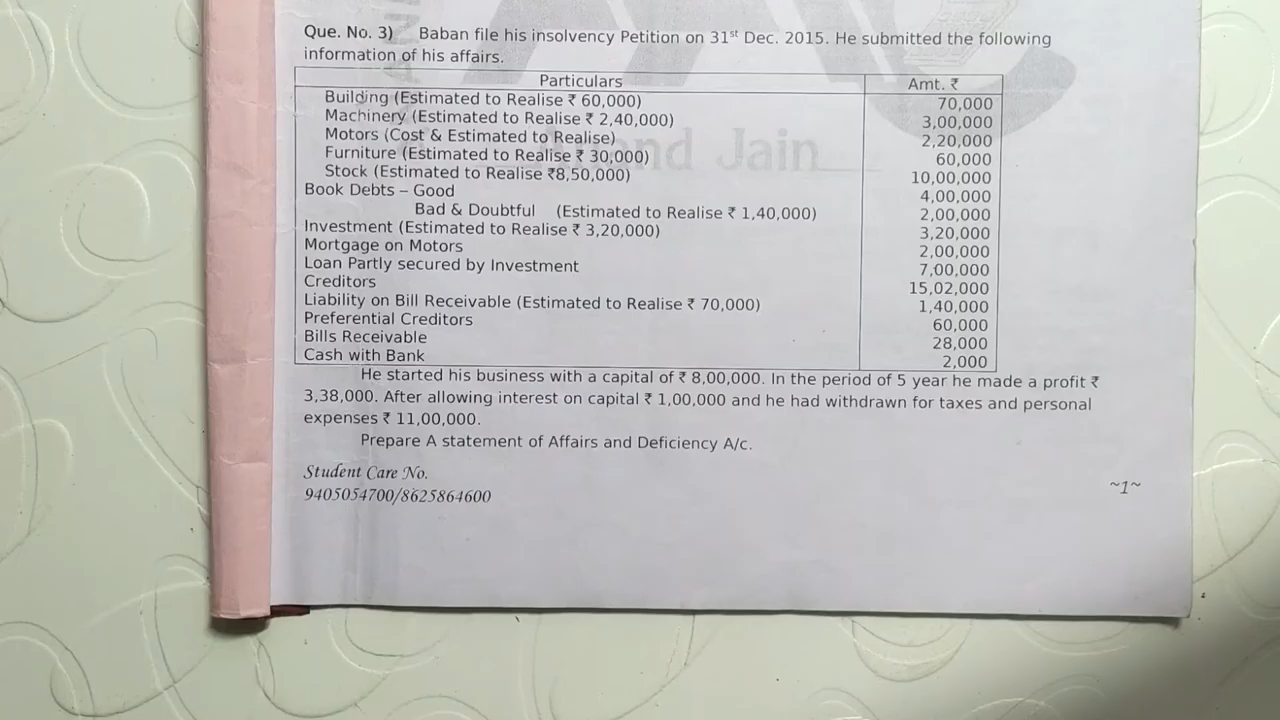 Que. No. 3) Baban file his insolvency Petition on 31st Dec. 2015. He submitted the following
information of his affairs.
Particulars Amt. ₹
Building (Estimated to Realise ₹ 60,000) 70,000
Machinery (Estimated to Realise ₹ 2,40,000) 3,00,000
Motors (Cost & Estimated to Realise) 2,20,000
Furniture (Estimated to Realise ₹ 30,000) 60,000
Stock (Estimated to Realise ₹8,50,000) 10,00,000
Book Debts – Good 4,00,000
Bad & Doubtful (Estimated to Realise ₹ 1,40,000) 2,00,000
Investment (Estimated to Realise ₹ 3,20,000) 3,20,000
Mortgage on Motors 2,00,000
Loan Partly secured by Investment 7,00,000
Creditors 15,02,000
Liability on Bill Receivable (Estimated to Realise ₹ 70,000) 1,40,000
Preferential Creditors 60,000
Bills Receivable 28,000
Cash with Bank 2,000
He started his business with a capital of ₹ 8,00,000. In the period of 5 year he made a profit ₹
3,38,000. After allowing interest on capital ₹ 1,00,000 and he had withdrawn for taxes and personal
expenses ₹ 11,00,000.
Prepare A statement of Affairs and Deficiency A/c.
Student Care No.
9405054700/8625864600
~1~
Jain